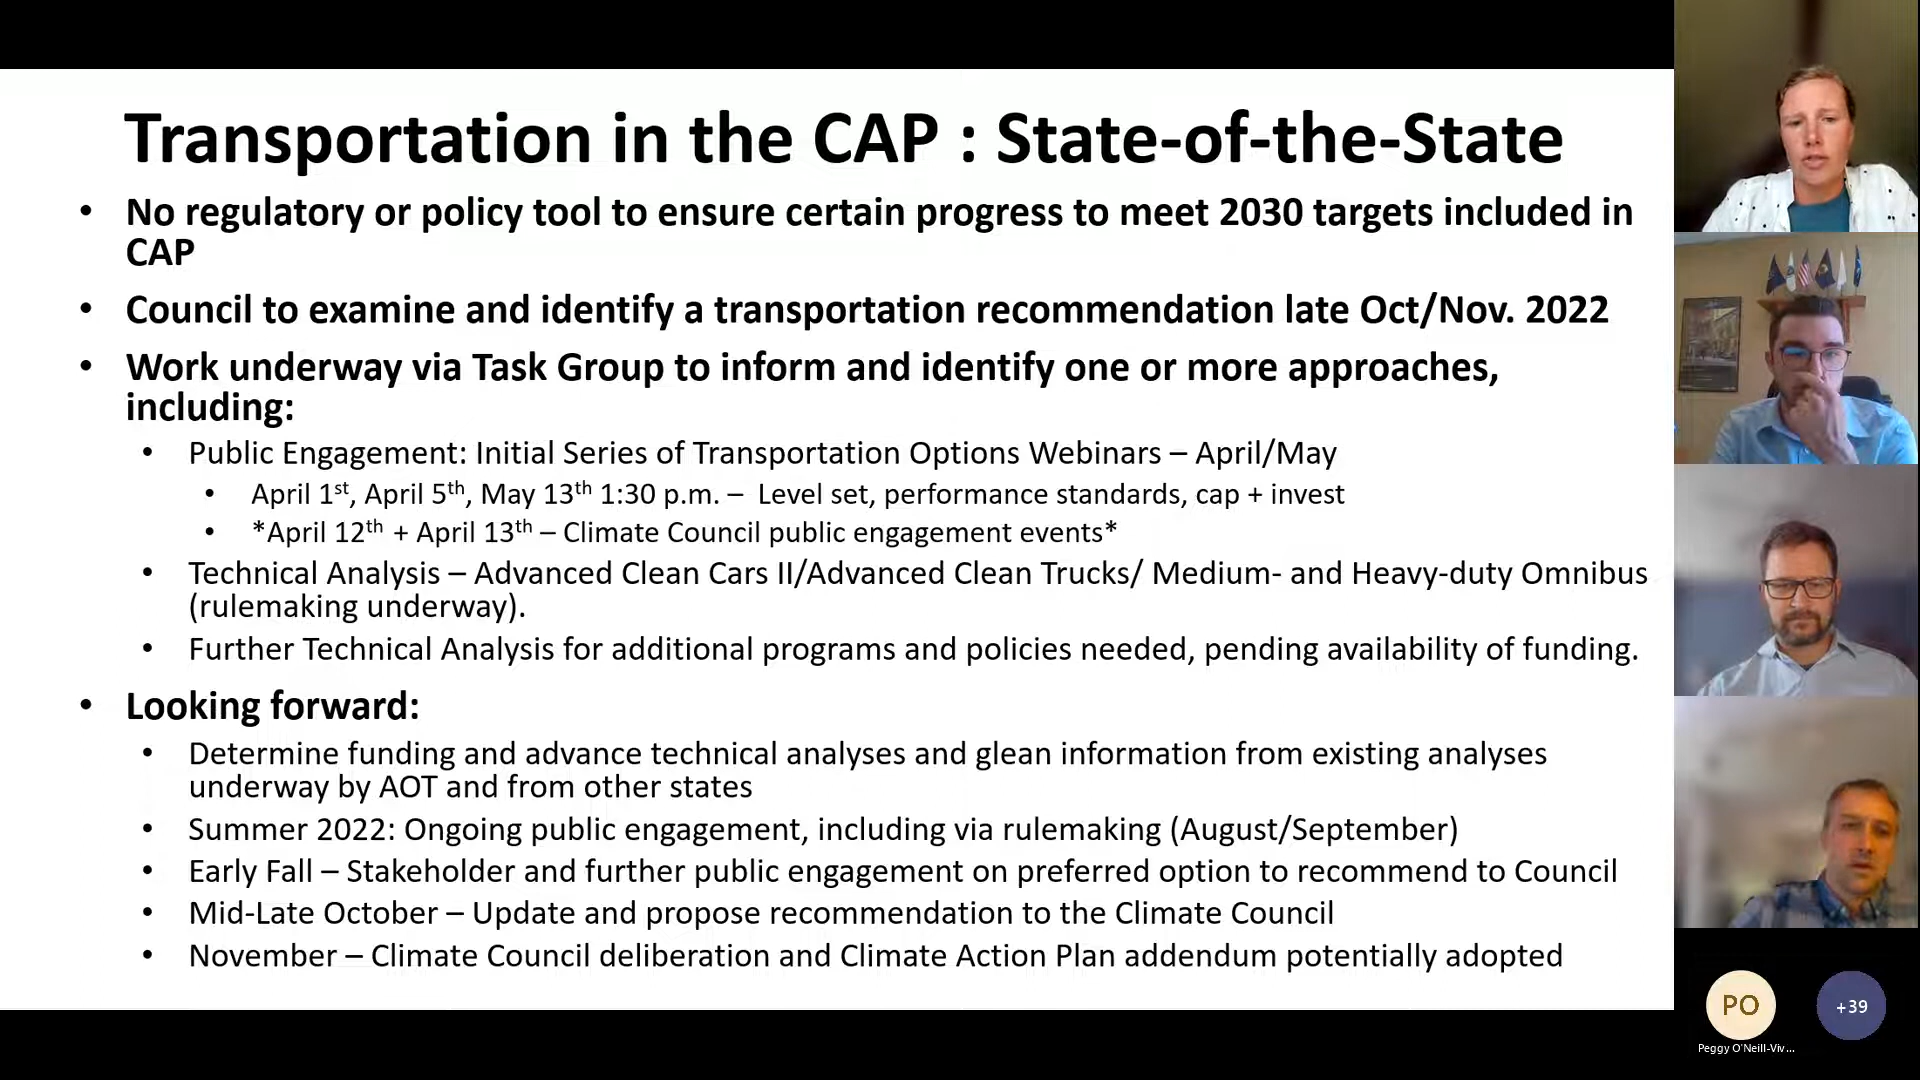 Transportation in the CAP : State-of-the-State
• No regulatory or policy tool to ensure certain progress to meet 2030 targets included in
CAP
• Council to examine and identify a transportation recommendation late Oct/Nov. 2022
• Work underway via Task Group to inform and identify one or more approaches,
including:
• Public Engagement: Initial Series of Transportation Options Webinars – April/May
• April 1st, April 5th, May 13th 1:30 p.m. – Level set, performance standards, cap + invest
• *April 12th + April 13th – Climate Council public engagement events*
• Technical Analysis – Advanced Clean Cars II/Advanced Clean Trucks/ Medium- and Heavy-duty Omnibus
(rulemaking underway).
• Further Technical Analysis for additional programs and policies needed, pending availability of funding.
• Looking forward:
• Determine funding and advance technical analyses and glean information from existing analyses
underway by AOT and from other states
• Summer 2022: Ongoing public engagement, including via rulemaking (August/September)
• Early Fall – Stakeholder and further public engagement on preferred option to recommend to Council
• Mid-Late October – Update and propose recommendation to the Climate Council
• November – Climate Council deliberation and Climate Action Plan addendum potentially adopted
PO
+39
Peggy O'Neill-Viv...